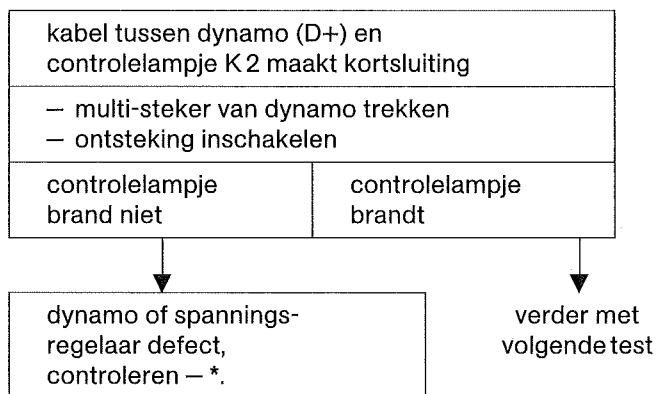 kabel tussen dynamo (D+) en
controlelampje K 2 maakt kortsluiting
— multi-steker van dynamo trekken
— ontsteking inschakelen
controlelampje
brand niet
controlelampje
brandt
dynamo of spannings-
regelaar defect,
controleren — *.
verder met
volgende test